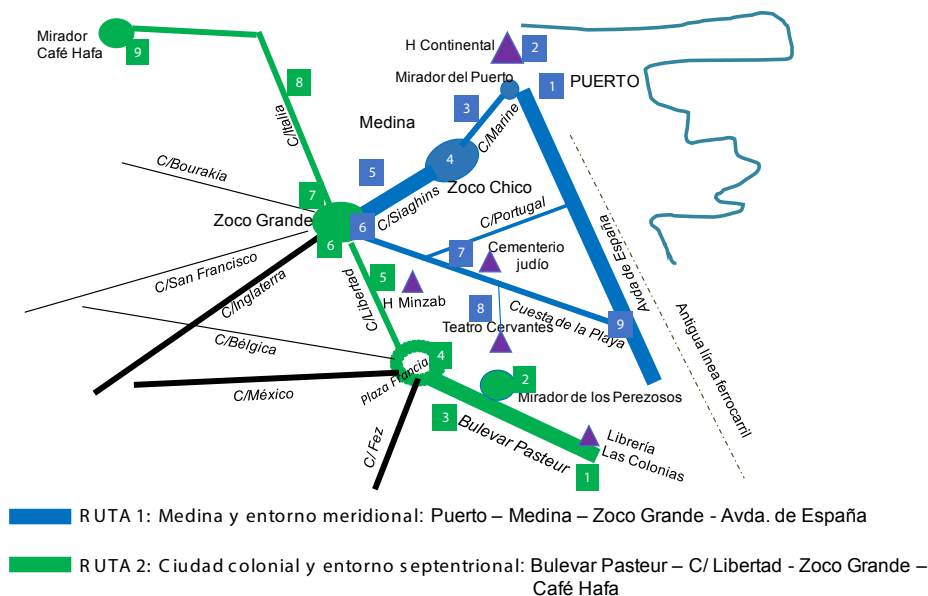 Mirador
Café Hafa
9
8
C/Italia
H Continental
2
Mirador del Puerto
1
PUERTO
3
C/Marine
Medina
4
5
Zoco Chico
C/Siaghins
C/Bourakía
7
Zoco Grande
6
6
C/Portugal
7
Cementerio
judío
Avda de España
C/San Francisco
C/Inglaterra
C/Libertad
5
H Minzab
8
Teatro Cervantes
Cuesta de la Playa
9
Antigua línea ferrocarril
C/Bélgica
4
Plaza Francia
C/México
2
Mirador de los Perezosos
3
Bulevar Pasteur
C/ Fez
Librería
Las Colonias
1
RUTA 1: Medina y entorno meridional: Puerto – Medina – Zoco Grande - Avda. de España
RUTA 2: Ciudad colonial y entorno septentrional: Bulevar Pasteur – C/ Libertad - Zoco Grande –
Café Hafa